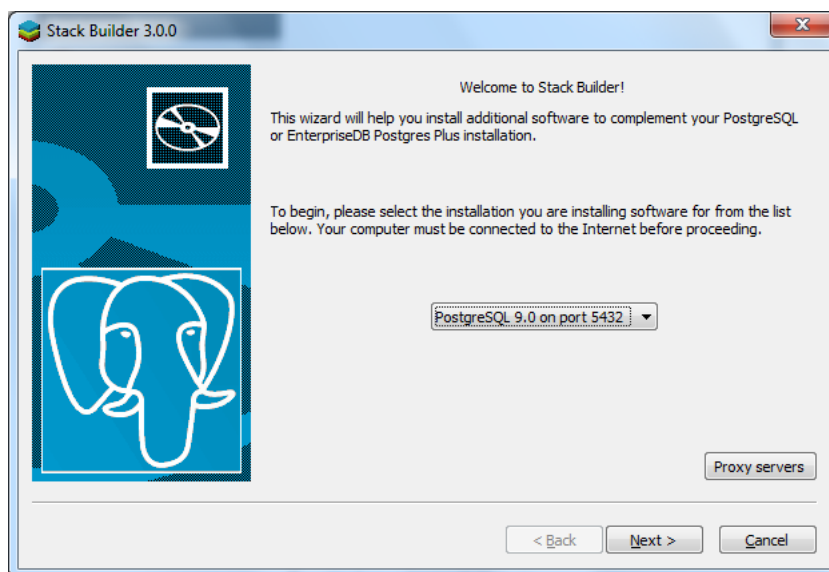 Stack Builder 3.0.0
Welcome to Stack Builder!
This wizard will help you install additional software to complement your PostgreSQL
or EnterpriseDB Postgres Plus installation.
To begin, please select the installation you are installing software for from the list
below. Your computer must be connected to the Internet before proceeding.
PostgreSQL 9.0 on port 5432
Proxy servers
< Back
Next >
Cancel